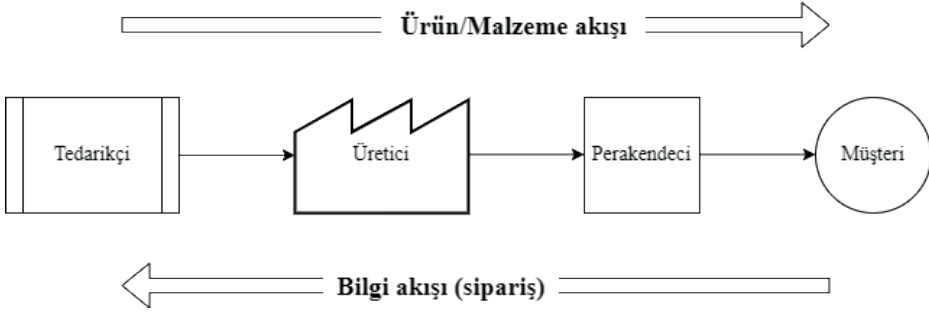 Ürün/Malzeme akışı
Tedarikçi
Üretici
Perakendeci
Müşteri
Bilgi akışı (sipariş)